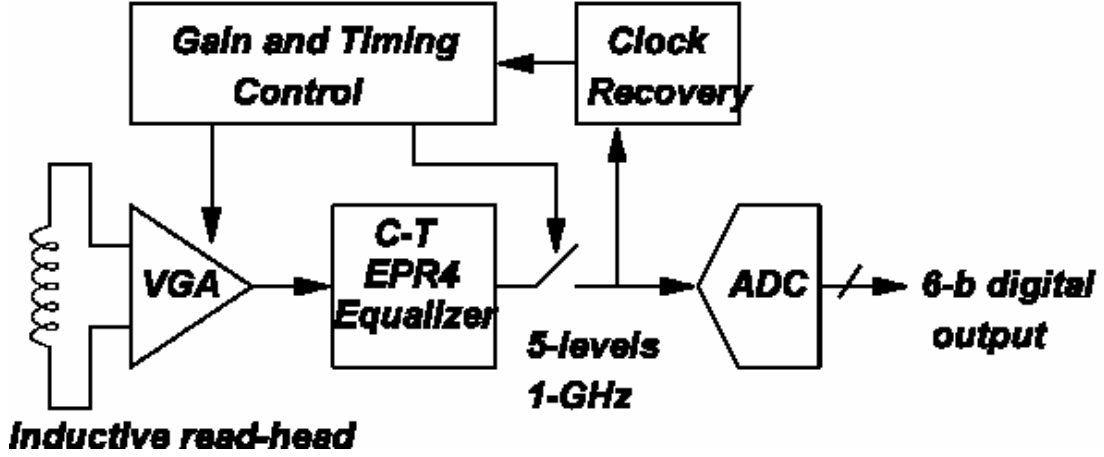 Gain and Timing
Control
Clock
Recovery
VGA
C-T
EPR4
Equalizer
ADC
6-b digital
output
5-levels
1-GHz
Inductive read-head